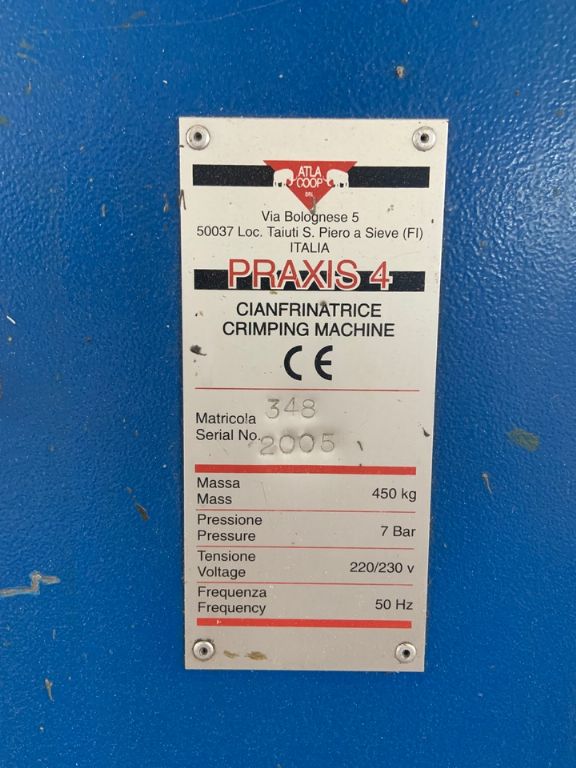 ATLA
COOP
SRL
Via Bolognese 5
50037 Loc. Taiuti S. Piero a Sieve (FI)
ITALIA
PRAXIS 4
CIANFRINATRICE
CRIMPING MACHINE
CE
Matricola 348
Serial No. 2005
Massa
Mass 450 kg
Pressione
Pressure 7 Bar
Tensione
Voltage 220/230 v
Frequenza
Frequency 50 Hz